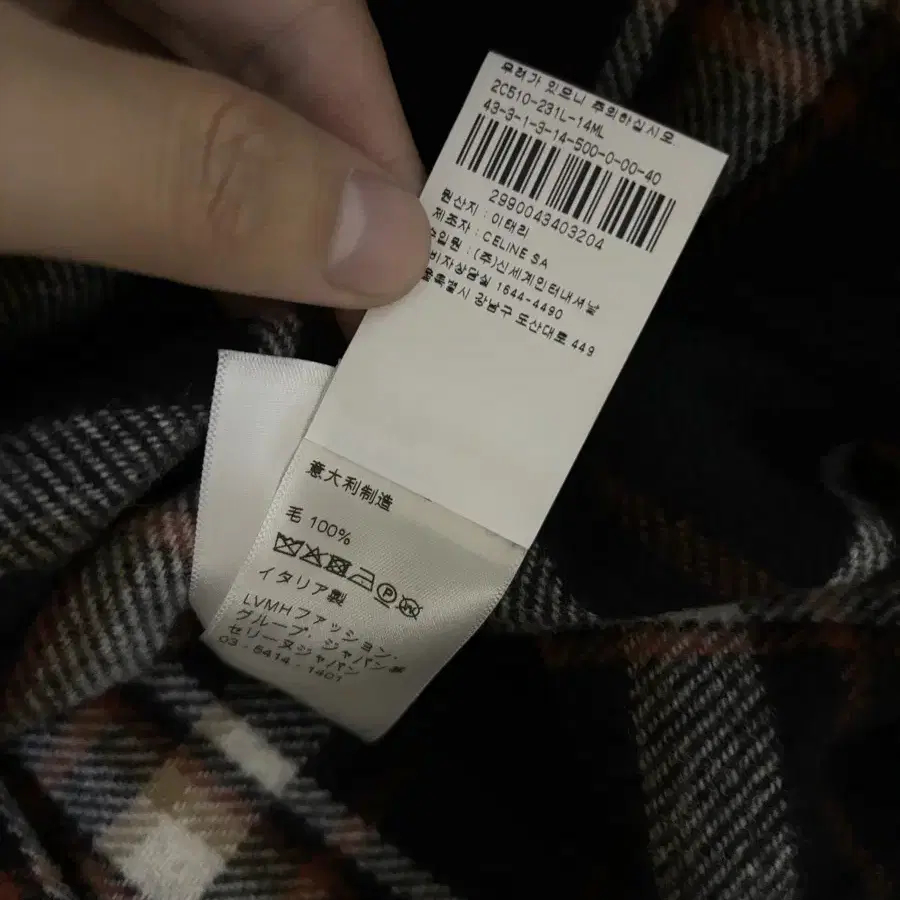 우려가 있으니 주의하십시오.
2C510-231L-14ML
43-3-1-3-14-500-0-00-40
2990043403204
원산지 : 이태리
제조자 : CELINE SA
수입원 : (주)신세계인터내셔날
비자상담실 1644-4490
울특별시 강남구 도산대로 449
意大利制造
毛 100%
イタリア製
LVMHファッション・
グループ・ジャパン㈱
セリーヌジャパン
03-5414-1401